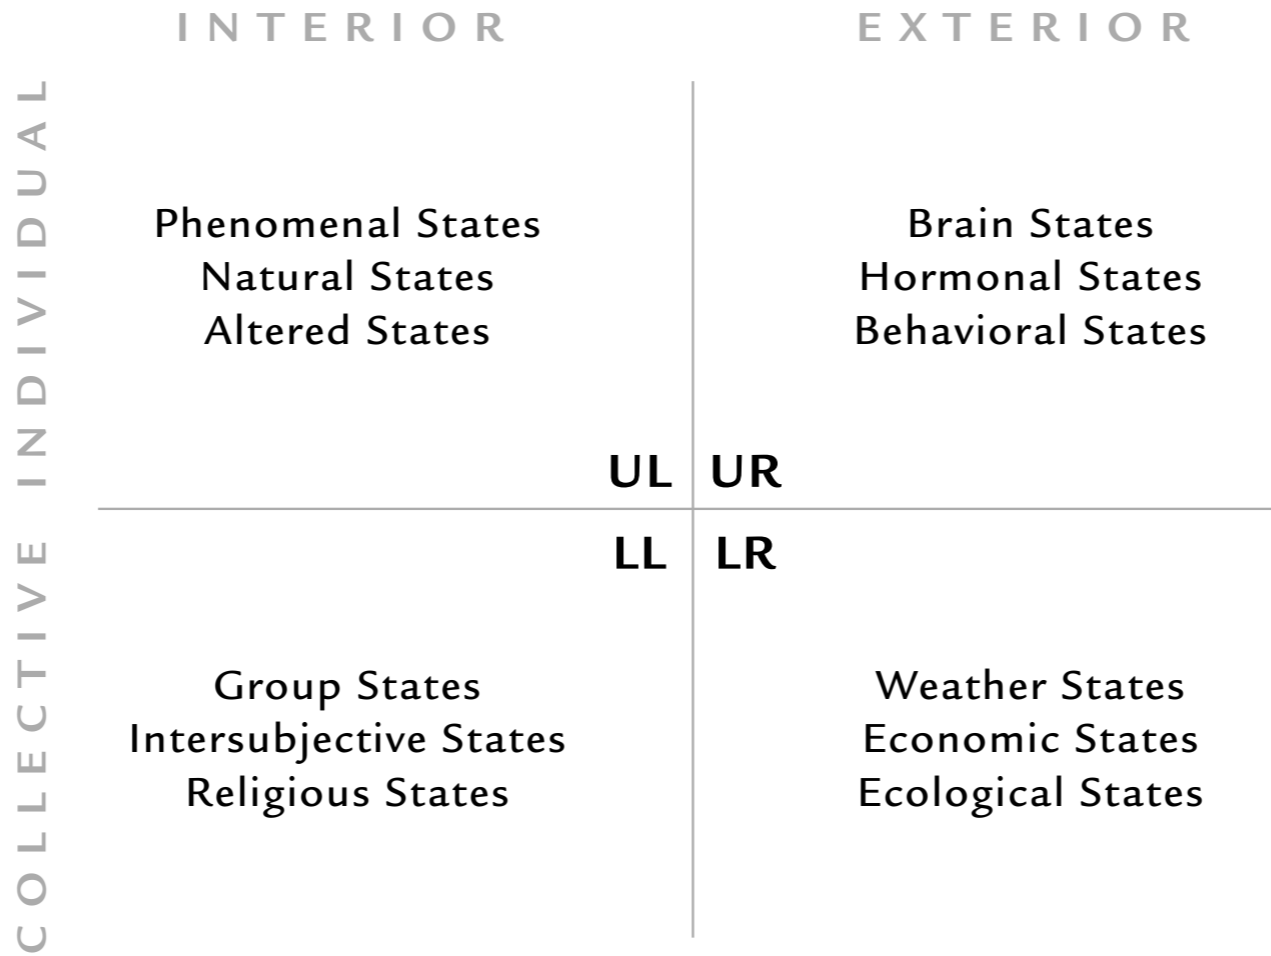 INTERIOR
EXTERIOR
INDIVIDUAL
Phenomenal States
Natural States
Altered States
Brain States
Hormonal States
Behavioral States
UL
UR
COLLECTIVE
LL
LR
Group States
Intersubjective States
Religious States
Weather States
Economic States
Ecological States